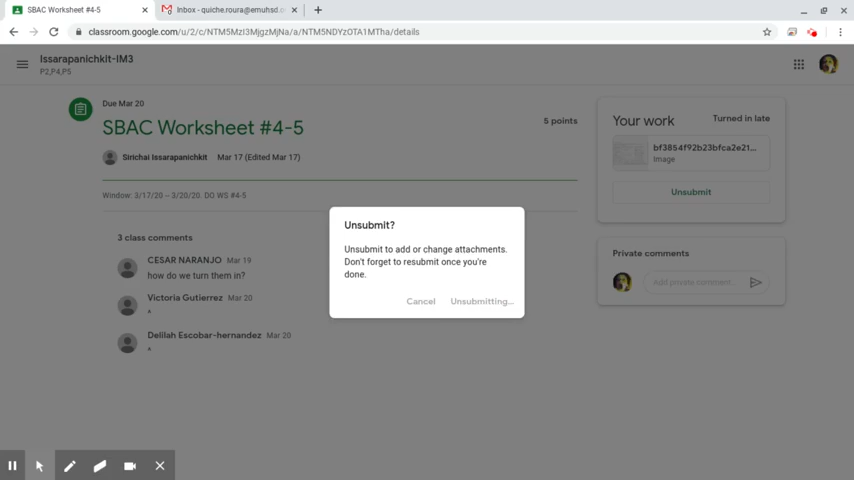 SBAC Worksheet #4-5
Inbox - quiche.roura@emuhsd.o
classroom.google.com/u/2/c/NTM5MzI3MjgzMjNa/a/NTM5NDYzOTA1MTha/details
Issarapanichkit-IM3
P2,P4,P5
Due Mar 20
SBAC Worksheet #4-5
5 points
Sirichai Issarapanichkit Mar 17 (Edited Mar 17)
Window: 3/17/20 – 3/20/20. DO WS #4-5
3 class comments
CESAR NARANJO Mar 19
how do we turn them in?
Victoria Gutierrez Mar 20
^
Delilah Escobar-hernandez Mar 20
^
Your work
Turned in late
bf3854f92b23bfca2e21...
Image
Unsubmit
Private comments
Add private comment...
Unsubmit?
Unsubmit to add or change attachments.
Don't forget to resubmit once you're
done.
Cancel
Unsubmitting...